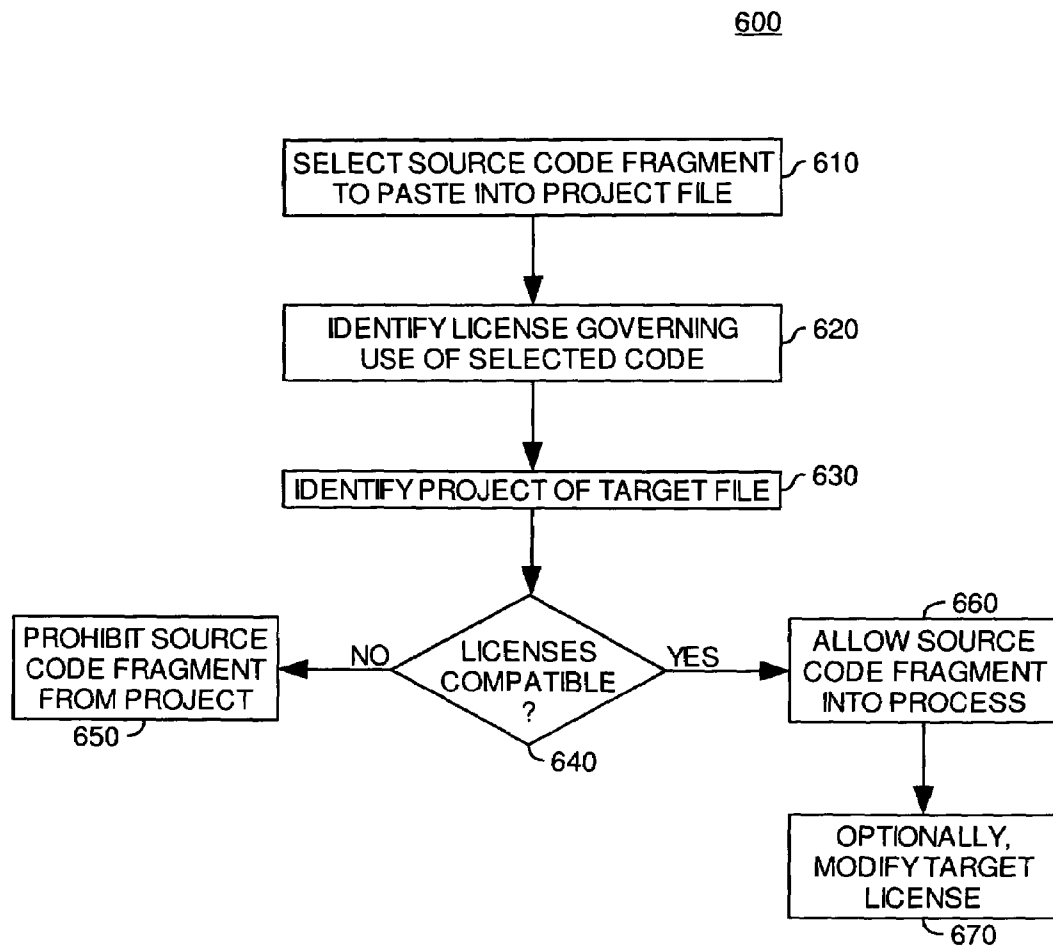 600
SELECT SOURCE CODE FRAGMENT
TO PASTE INTO PROJECT FILE
610
IDENTIFY LICENSE GOVERNING
USE OF SELECTED CODE
620
IDENTIFY PROJECT OF TARGET FILE
630
LICENSES
COMPATIBLE
?
640
NO
YES
PROHIBIT SOURCE
CODE FRAGMENT
FROM PROJECT
650
660
ALLOW SOURCE
CODE FRAGMENT
INTO PROCESS
OPTIONALLY,
MODIFY TARGET
LICENSE
670